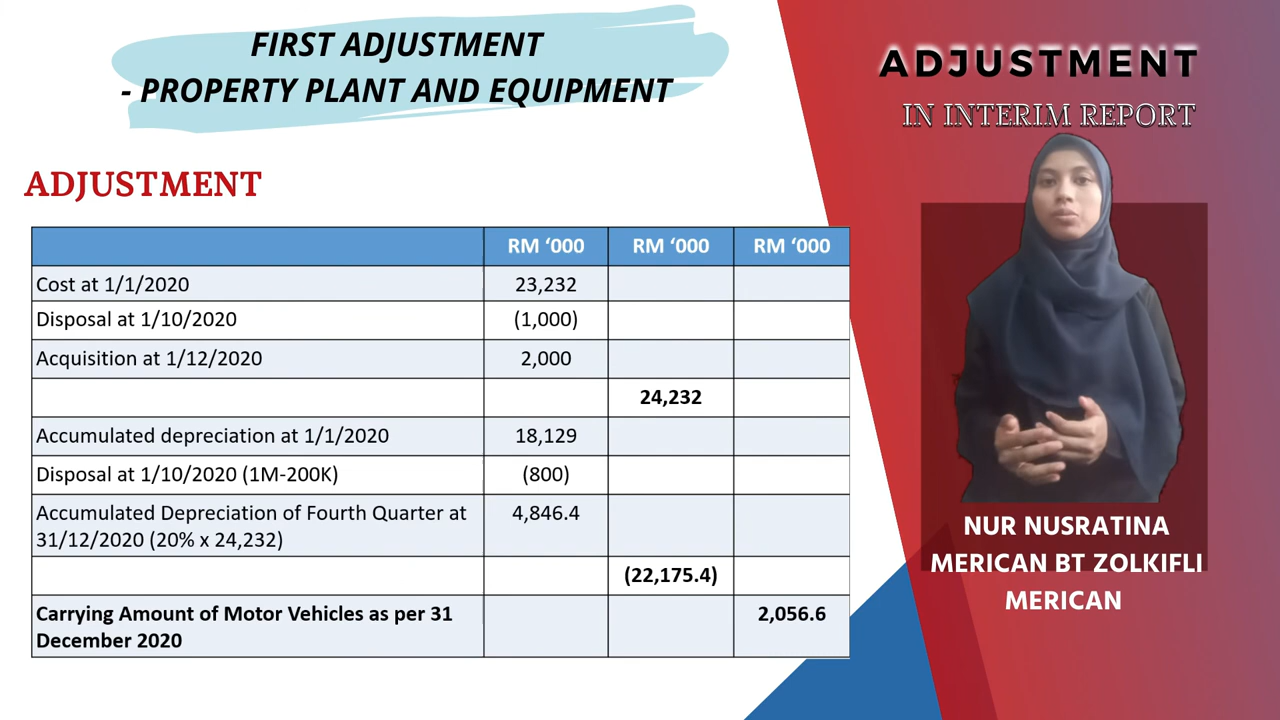 FIRST ADJUSTMENT
- PROPERTY PLANT AND EQUIPMENT
ADJUSTMENT
RM ‘000 RM ‘000 RM ‘000
Cost at 1/1/2020 23,232
Disposal at 1/10/2020 (1,000)
Acquisition at 1/12/2020 2,000
24,232
Accumulated depreciation at 1/1/2020 18,129
Disposal at 1/10/2020 (1M-200K) (800)
Accumulated Depreciation of Fourth Quarter at 4,846.4
31/12/2020 (20% x 24,232)
(22,175.4)
Carrying Amount of Motor Vehicles as per 31 2,056.6
December 2020
ADJUSTMENT
IN INTERIM REPORT
NUR NUSRATINA
MERICAN BT ZOLKIFLI
MERICAN